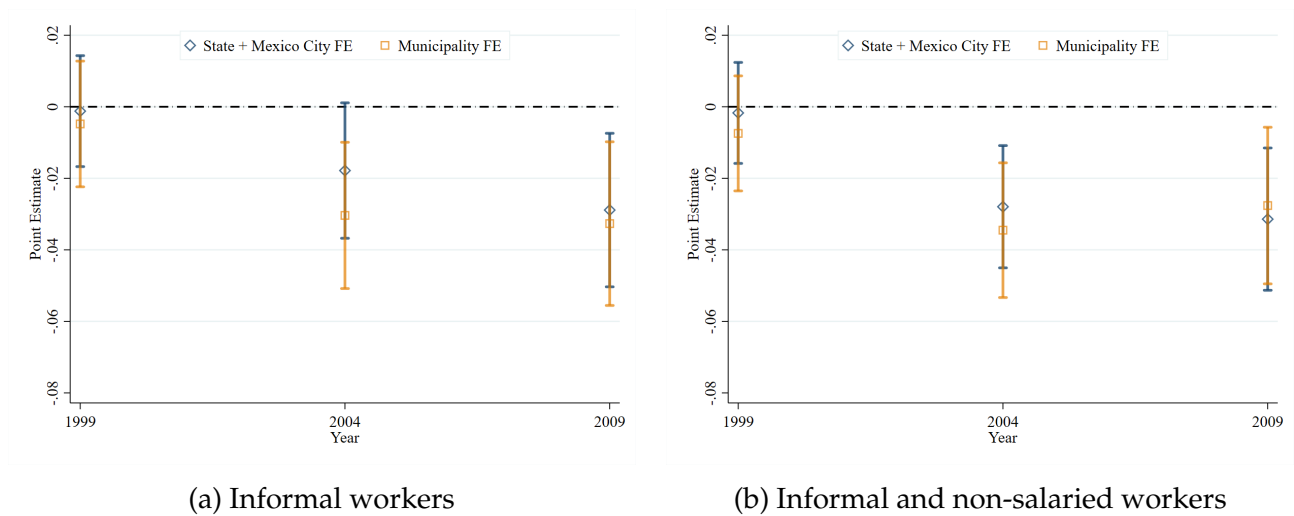 State + Mexico City FE Municipality FE
Point Estimate
.02
0
-.02
-.04
-.06
-.08
1999 2004 2009
Year
(a) Informal workers
State + Mexico City FE Municipality FE
Point Estimate
.02
0
-.02
-.04
-.06
-.08
1999 2004 2009
Year
(b) Informal and non-salaried workers